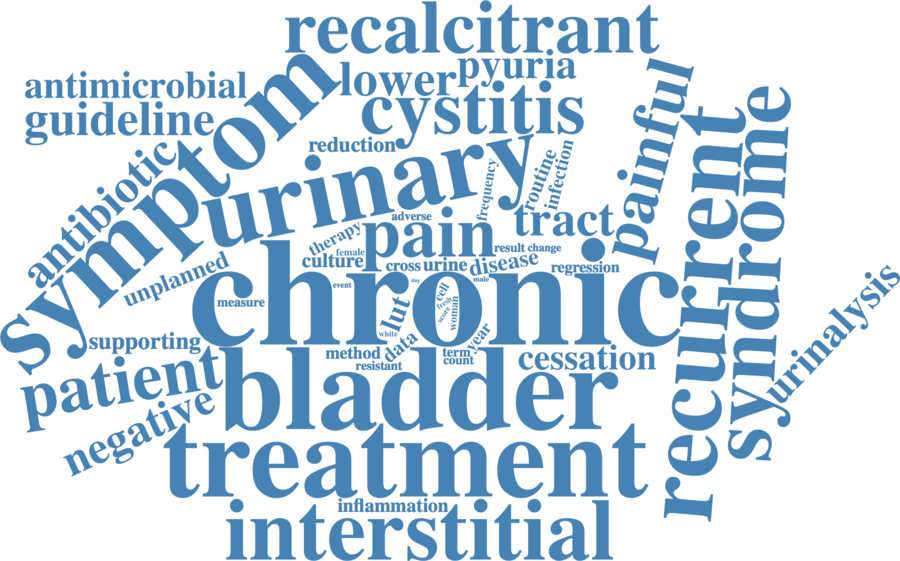 recalcitrant
antimicrobial
lower
pyuria
guideline
cystitis
symptom
reduction
urinary
painful
recurrent
syndrome
antibiotic
frequency
routine
infection
adverse
tract
therapy
pain
female
result
change
culture
cross
urine
disease
regression
unplanned
chronic
event
day
male
measure
lut
cell
fresh
score
woman
white
year
supporting
method
data
term
count
resistant
cessation
urinalysis
patient
bladder
negative
treatment
inflammation
interstitial